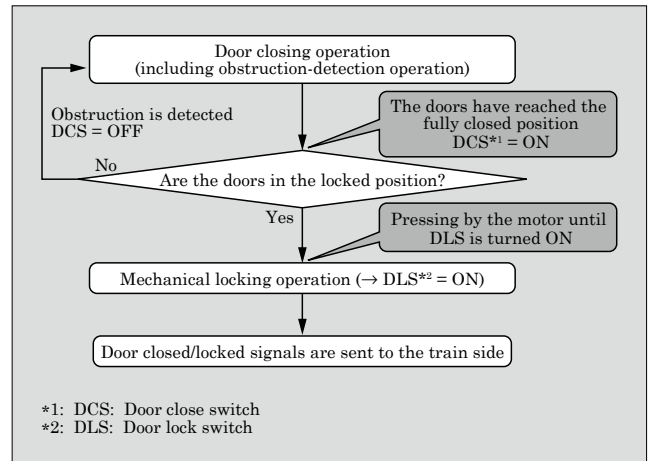 Door closing operation
(including obstruction-detection operation)
Obstruction is detected
DCS = OFF
The doors have reached the
fully closed position
DCS*1 = ON
No
Are the doors in the locked position?
Yes
Pressing by the motor until
DLS is turned ON
Mechanical locking operation (→ DLS*2 = ON)
Door closed/locked signals are sent to the train side
*1: DCS: Door close switch
*2: DLS: Door lock switch